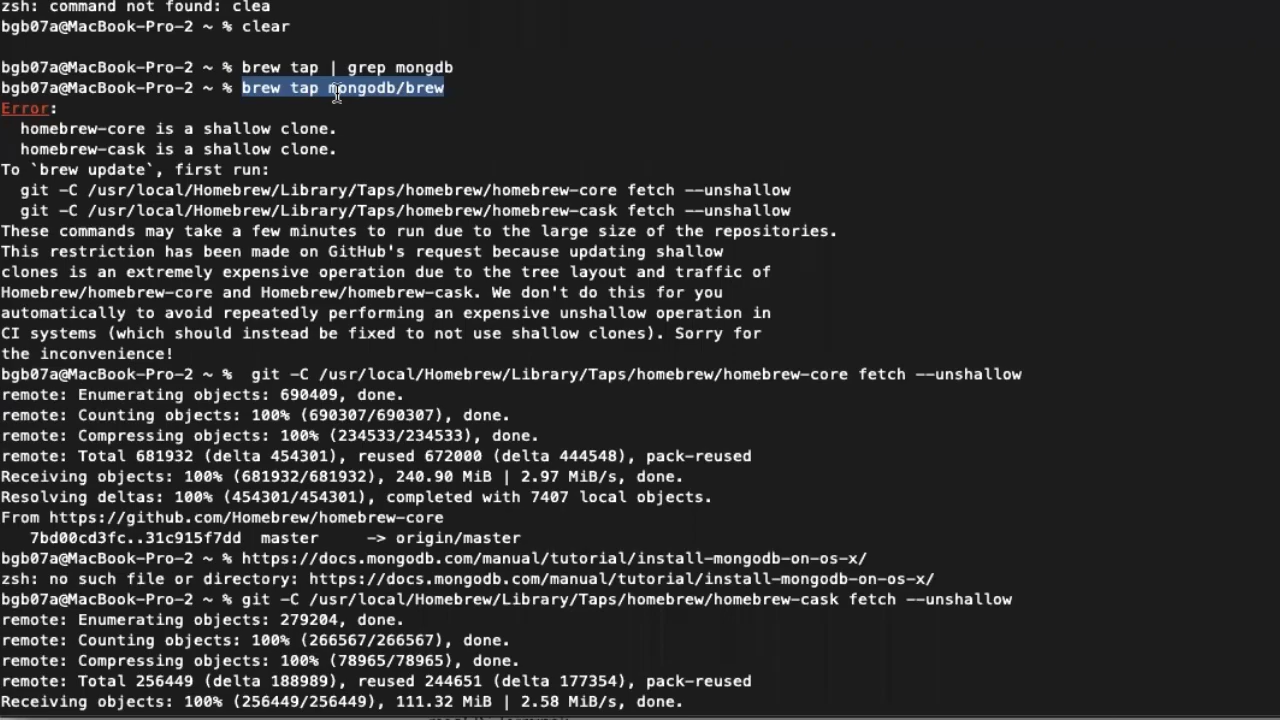 zsh: command not found: clea
bgb07a@MacBook-Pro-2 ~ % clear
bgb07a@MacBook-Pro-2 ~ % brew tap | grep mongdb
bgb07a@MacBook-Pro-2 ~ % brew tap mongodb/brew
Error:
  homebrew-core is a shallow clone.
  homebrew-cask is a shallow clone.
To `brew update`, first run:
  git -C /usr/local/Homebrew/Library/Taps/homebrew/homebrew-core fetch --unshallow
  git -C /usr/local/Homebrew/Library/Taps/homebrew/homebrew-cask fetch --unshallow
These commands may take a few minutes to run due to the large size of the repositories.
This restriction has been made on GitHub's request because updating shallow
clones is an extremely expensive operation due to the tree layout and traffic of
Homebrew/homebrew-core and Homebrew/homebrew-cask. We don't do this for you
automatically to avoid repeatedly performing an expensive unshallow operation in
CI systems (which should instead be fixed to not use shallow clones). Sorry for
the inconvenience!
bgb07a@MacBook-Pro-2 ~ %  git -C /usr/local/Homebrew/Library/Taps/homebrew/homebrew-core fetch --unshallow
remote: Enumerating objects: 690409, done.
remote: Counting objects: 100% (690307/690307), done.
remote: Compressing objects: 100% (234533/234533), done.
remote: Total 681932 (delta 454301), reused 672000 (delta 444548), pack-reused
Receiving objects: 100% (681932/681932), 240.90 MiB | 2.97 MiB/s, done.
Resolving deltas: 100% (454301/454301), completed with 7407 local objects.
From https://github.com/Homebrew/homebrew-core
   7bd00cd3fc..31c915f7dd  master     -> origin/master
bgb07a@MacBook-Pro-2 ~ % https://docs.mongodb.com/manual/tutorial/install-mongodb-on-os-x/
zsh: no such file or directory: https://docs.mongodb.com/manual/tutorial/install-mongodb-on-os-x/
bgb07a@MacBook-Pro-2 ~ % git -C /usr/local/Homebrew/Library/Taps/homebrew/homebrew-cask fetch --unshallow
remote: Enumerating objects: 279204, done.
remote: Counting objects: 100% (266567/266567), done.
remote: Compressing objects: 100% (78965/78965), done.
remote: Total 256449 (delta 188989), reused 244651 (delta 177354), pack-reused
Receiving objects: 100% (256449/256449), 111.32 MiB | 2.58 MiB/s, done.